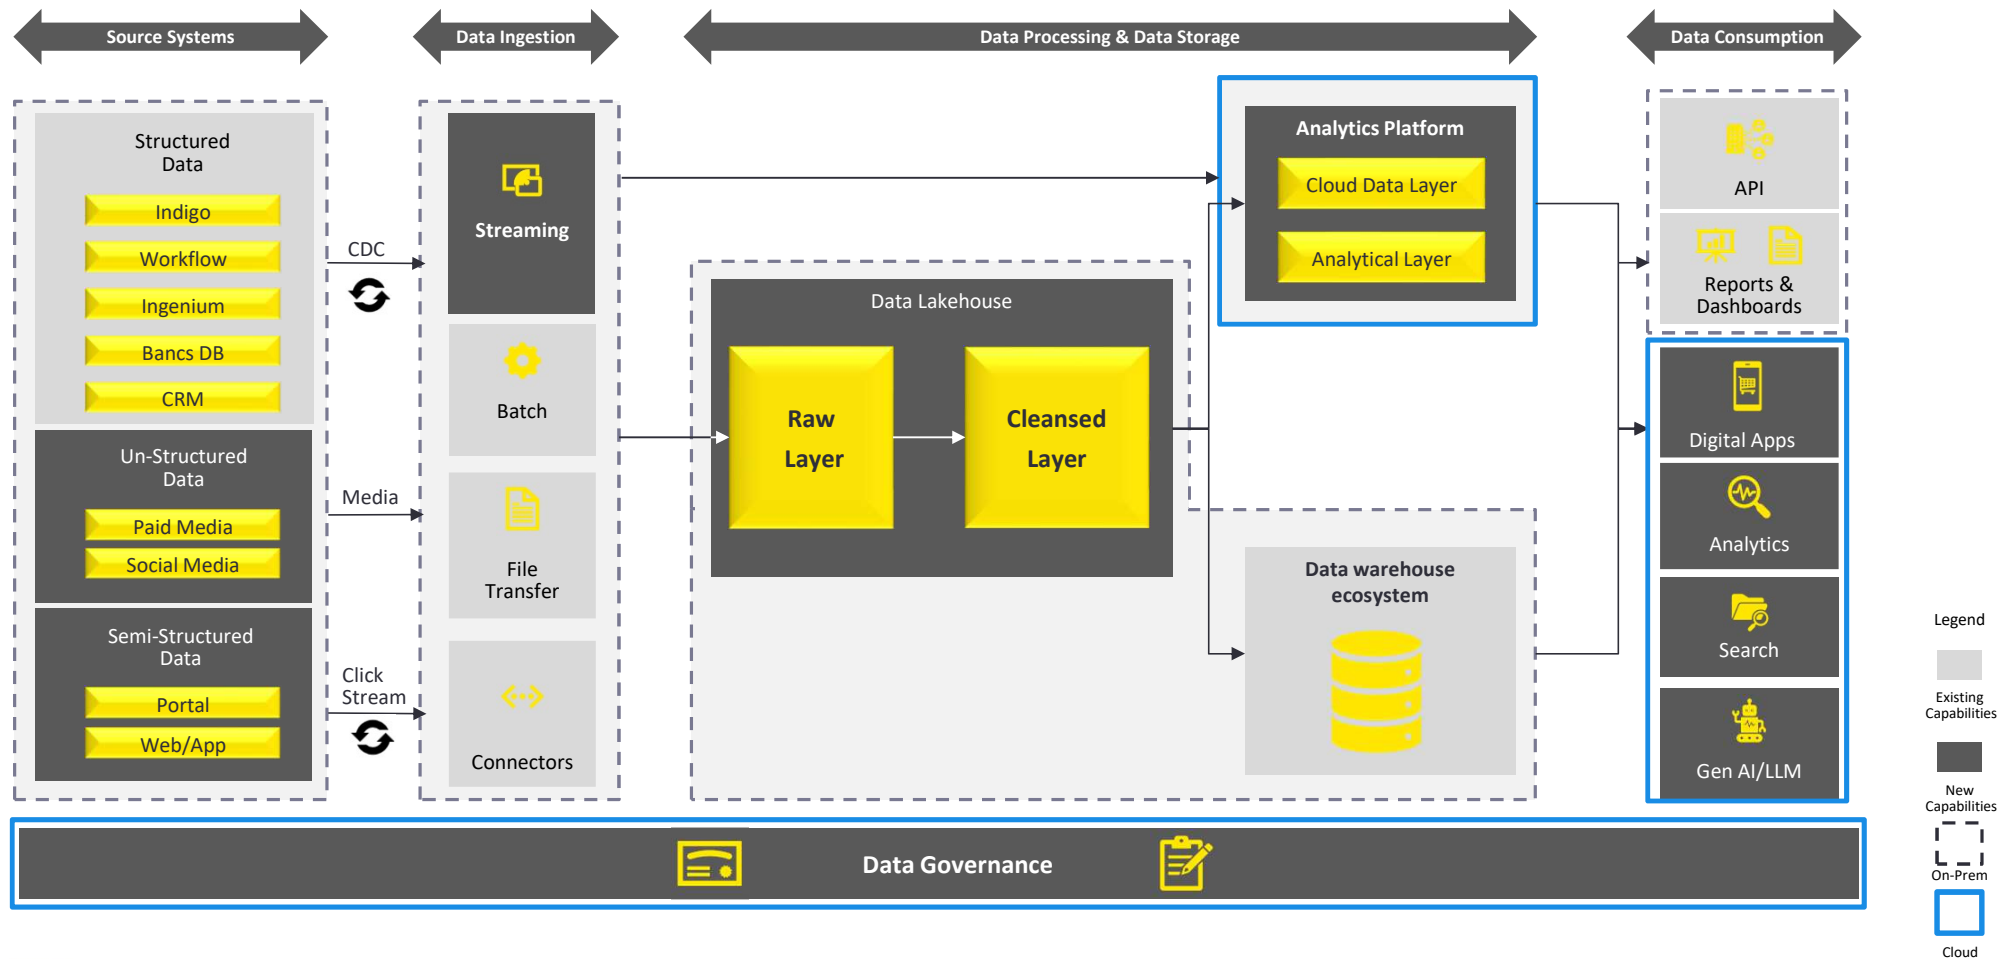 Source Systems
Data Ingestion
Data Processing & Data Storage
Data Consumption
Structured
Data
Indigo
Workflow
Ingenium
Bancs DB
CRM
Un-Structured
Data
Paid Media
Social Media
Semi-Structured
Data
Portal
Web/App
CDC
Media
Click
Stream
Streaming
Batch
File
Transfer
Connectors
Data Lakehouse
Raw
Layer
Cleansed
Layer
Analytics Platform
Cloud Data Layer
Analytical Layer
Data warehouse
ecosystem
API
Reports &
Dashboards
Digital Apps
Analytics
Search
Gen AI/LLM
Data Governance
Legend
Existing
Capabilities
New
Capabilities
On-Prem
Cloud